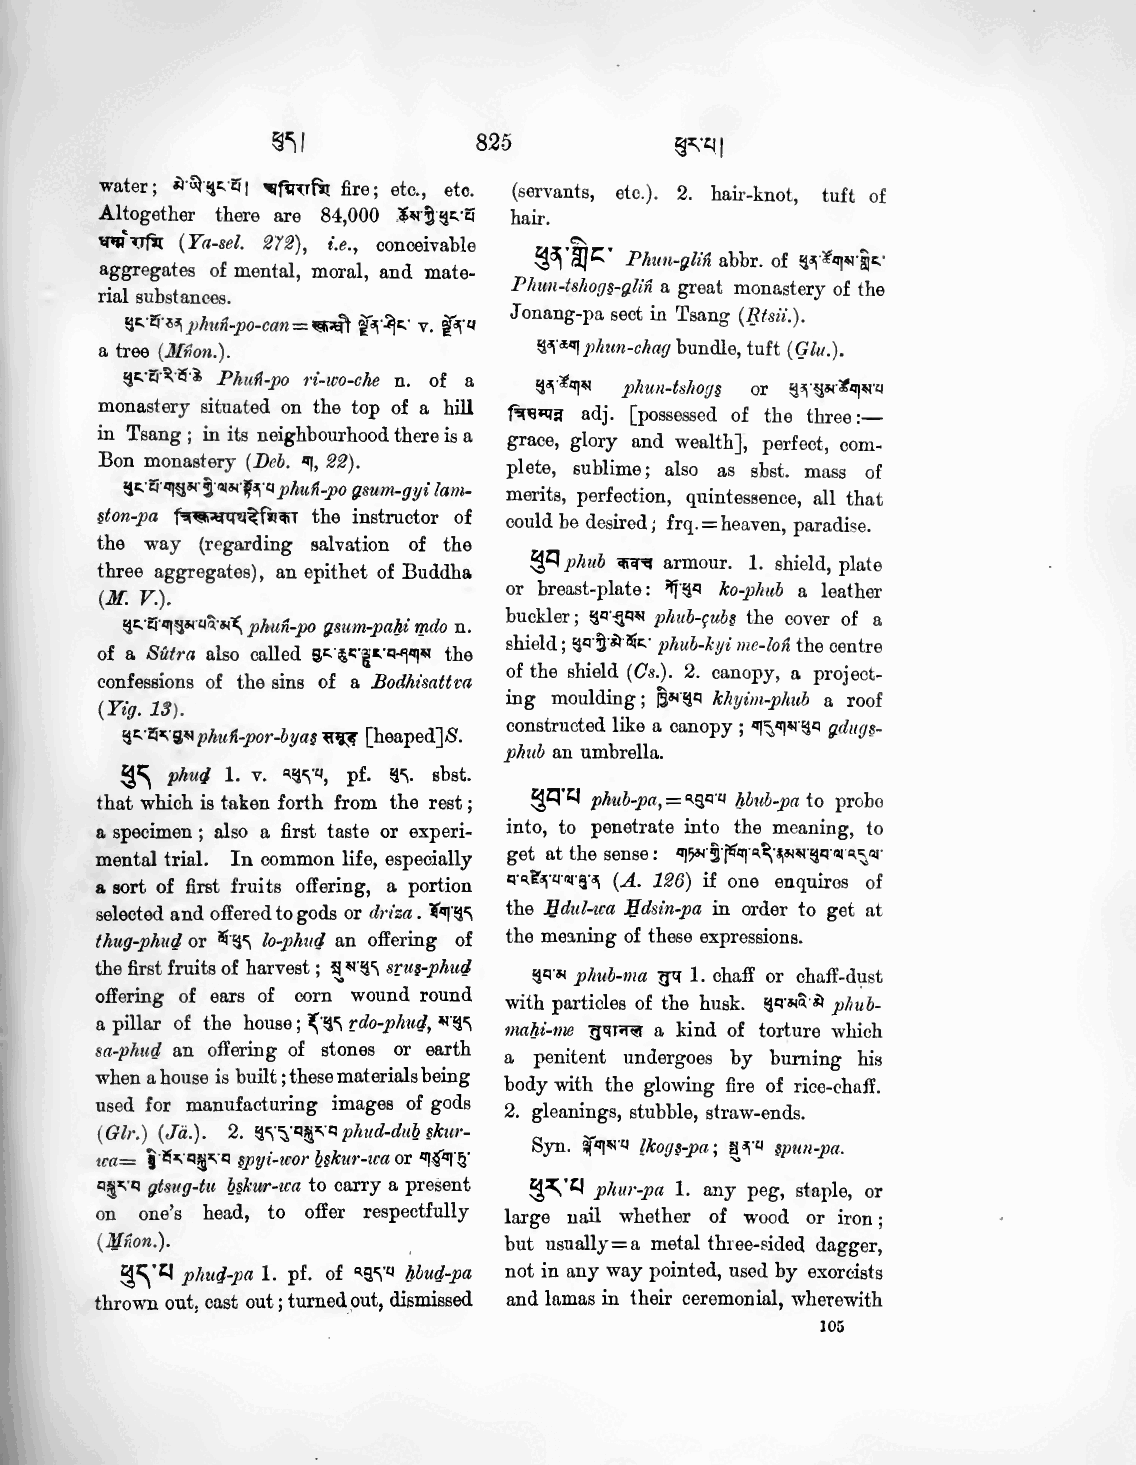 ཕུད།
825
ཕུར་པ།
water; མེ་ཡི་ཕུང་པོ། अग्निराशि fire; etc., etc.
Altogether there are 84,000 ཆོས་ཀྱི་ཕུང་པོ
धर्म्म राशि (Ya-sel. 272), i.e., conceivable
aggregates of mental, moral, and mate-
rial substances.
ཕུང་པོ་ཅན phuṅ-po-can = स्कन्धी ལྗོན་ཤིང་ v. ལྗོན་པ
a tree (Mṅon.).
ཕུང་པོ་རི་བོ་ཆེ Phuṅ-po ri-wo-che n. of a
monastery situated on the top of a hill
in Tsang; in its neighbourhood there is a
Bon monastery (Deb. ག, 22).
ཕུང་པོ་གསུམ་གྱི་ལམ་སྟོན་པ phuṅ-po gsum-gyi lam-
ston-pa त्रिस्कन्धपथदेशिक the instructor of
the way (regarding salvation of the
three aggregates), an epithet of Buddha
(M. V.).
ཕུང་པོ་གསུམ་པའི་མདོ phuṅ-po gsum-paḥi mdo n.
of a Sûtra also called བྱང་ཆུང་ལྟུང་བ-བཤགས the
confessions of the sins of a Bodhisattva
(Yig. 13).
ཕུང་པོར་བྱས phuṅ-por-byas समूह [heaped]S.
ཕུད phud 1. v. འཕུད་པ, pf. ཕུད. sbst.
that which is taken forth from the rest;
a specimen; also a first taste or experi-
mental trial. In common life, especially
a sort of first fruits offering, a portion
selected and offered to gods or driza. ཐོག་ཕུད
thug-phud or ལོ་ཕུད lo-phud an offering of
the first fruits of harvest; སྲུས་ཕུད srus-phud
offering of ears of corn wound round
a pillar of the house; རྡོ་ཕུད rdo-phud, ས་ཕུད
sa-phud an offering of stones or earth
when a house is built; these materials being
used for manufacturing images of gods
(Glr.) (Jä.). 2. ཕུད་དུ་བསྐུར་བ phud-dub skur-
wa= སྤྱི་བོར་བསྐུར་བ spyi-wor bskur-wa or གཙུག་ཏུ་
བསྐུར་བ gtsug-tu bskur-wa to carry a present
on one's head, to offer respectfully
(Mṅon.).
ཕུད་པ phud-pa 1. pf. of འབུད་པ ḥbud-pa
thrown out, cast out; turned out, dismissed
(servants, etc.). 2. hair-knot, tuft of
hair.
ཕུན་གླིང་ Phun-gliṅ abbr. of ཕུན་ཚོགས་གླིང་
Phun-tshogs-gliṅ a great monastery of the
Jonang-pa sect in Tsang (Rtsii.).
ཕུན་ཆག phun-chag bundle, tuft (Glu.).
ཕུན་ཚོགས phun-tshogs or ཕུན་སུམ་ཚོགས་པ
त्रिसम्पन्न adj. [possessed of the three:—
grace, glory and wealth], perfect, com-
plete, sublime; also as sbst. mass of
merits, perfection, quintessence, all that
could be desired; frq.=heaven, paradise.
ཕུབ phub कवच armour. 1. shield, plate
or breast-plate: ཀོ་ཕུབ ko-phub a leather
buckler; ཕུབ་ཤུབས phub-çubs the cover of a
shield; ཕུབ་ཀྱི་མེ་ལོང་ phub-kyi me-loṅ the centre
of the shield (Cs.). 2. canopy, a project-
ing moulding; ཁྱིམ་ཕུབ khyim-phub a roof
constructed like a canopy; གདུགས་ཕུབ gdugs-
phub an umbrella.
ཕུབ་པ phub-pa,=འབུབ་པ ḥbub-pa to probe
into, to penetrate into the meaning, to
get at the sense: གཏམ་གྱི་ཁོག་འདི་རྣམས་ཕུབ་ལ་འདུལ་
བ་འཛིན་པ་ལ་ཞུ་ན (A. 126) if one enquires of
the Ḥdul-wa Ḥdsin-pa in order to get at
the meaning of these expressions.
ཕུབ་མ phub-ma तुष 1. chaff or chaff-dust
with particles of the husk. ཕུབ་མའི་མེ phub-
maḥi-me तुषानल a kind of torture which
a penitent undergoes by burning his
body with the glowing fire of rice-chaff.
2. gleanings, stubble, straw-ends.
Syn. ལྐོགས་པ lkogs-pa; སྤུན་པ spun-pa.
ཕུར་པ phur-pa 1. any peg, staple, or
large nail whether of wood or iron;
but usually=a metal three-sided dagger,
not in any way pointed, used by exorcists
and lamas in their ceremonial, wherewith
105